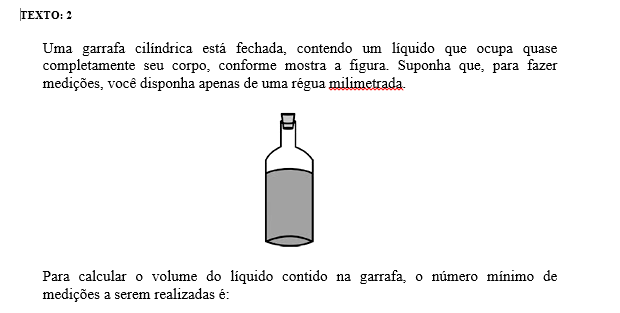 TEXTO: 2
Uma garrafa cilíndrica está fechada, contendo um líquido que ocupa quase
completamente seu corpo, conforme mostra a figura. Suponha que, para fazer
medições, você disponha apenas de uma régua milimetrada.
Para calcular o volume do líquido contido na garrafa, o número mínimo de
medições a serem realizadas é: